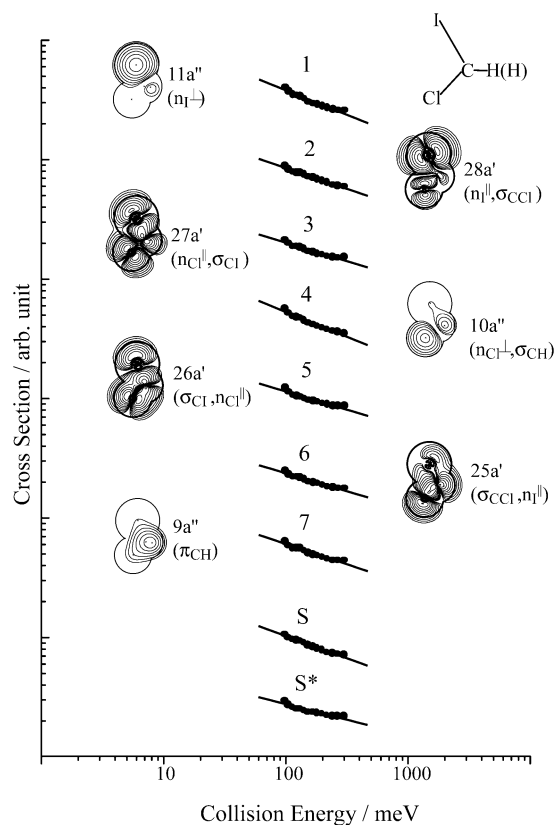 I
C
H(H)
Cl
1
11a"
(nI⊥)
2
28a'
(nI∥,σCCl)
3
27a'
(nCl∥,σCI)
4
10a"
(nCl⊥,σCH)
5
26a'
(σCI,nCl∥)
6
25a'
(σCCl,nI∥)
7
9a"
(πCH)
S
S*
10
100
1000
Collision Energy / meV
Cross Section / arb. unit